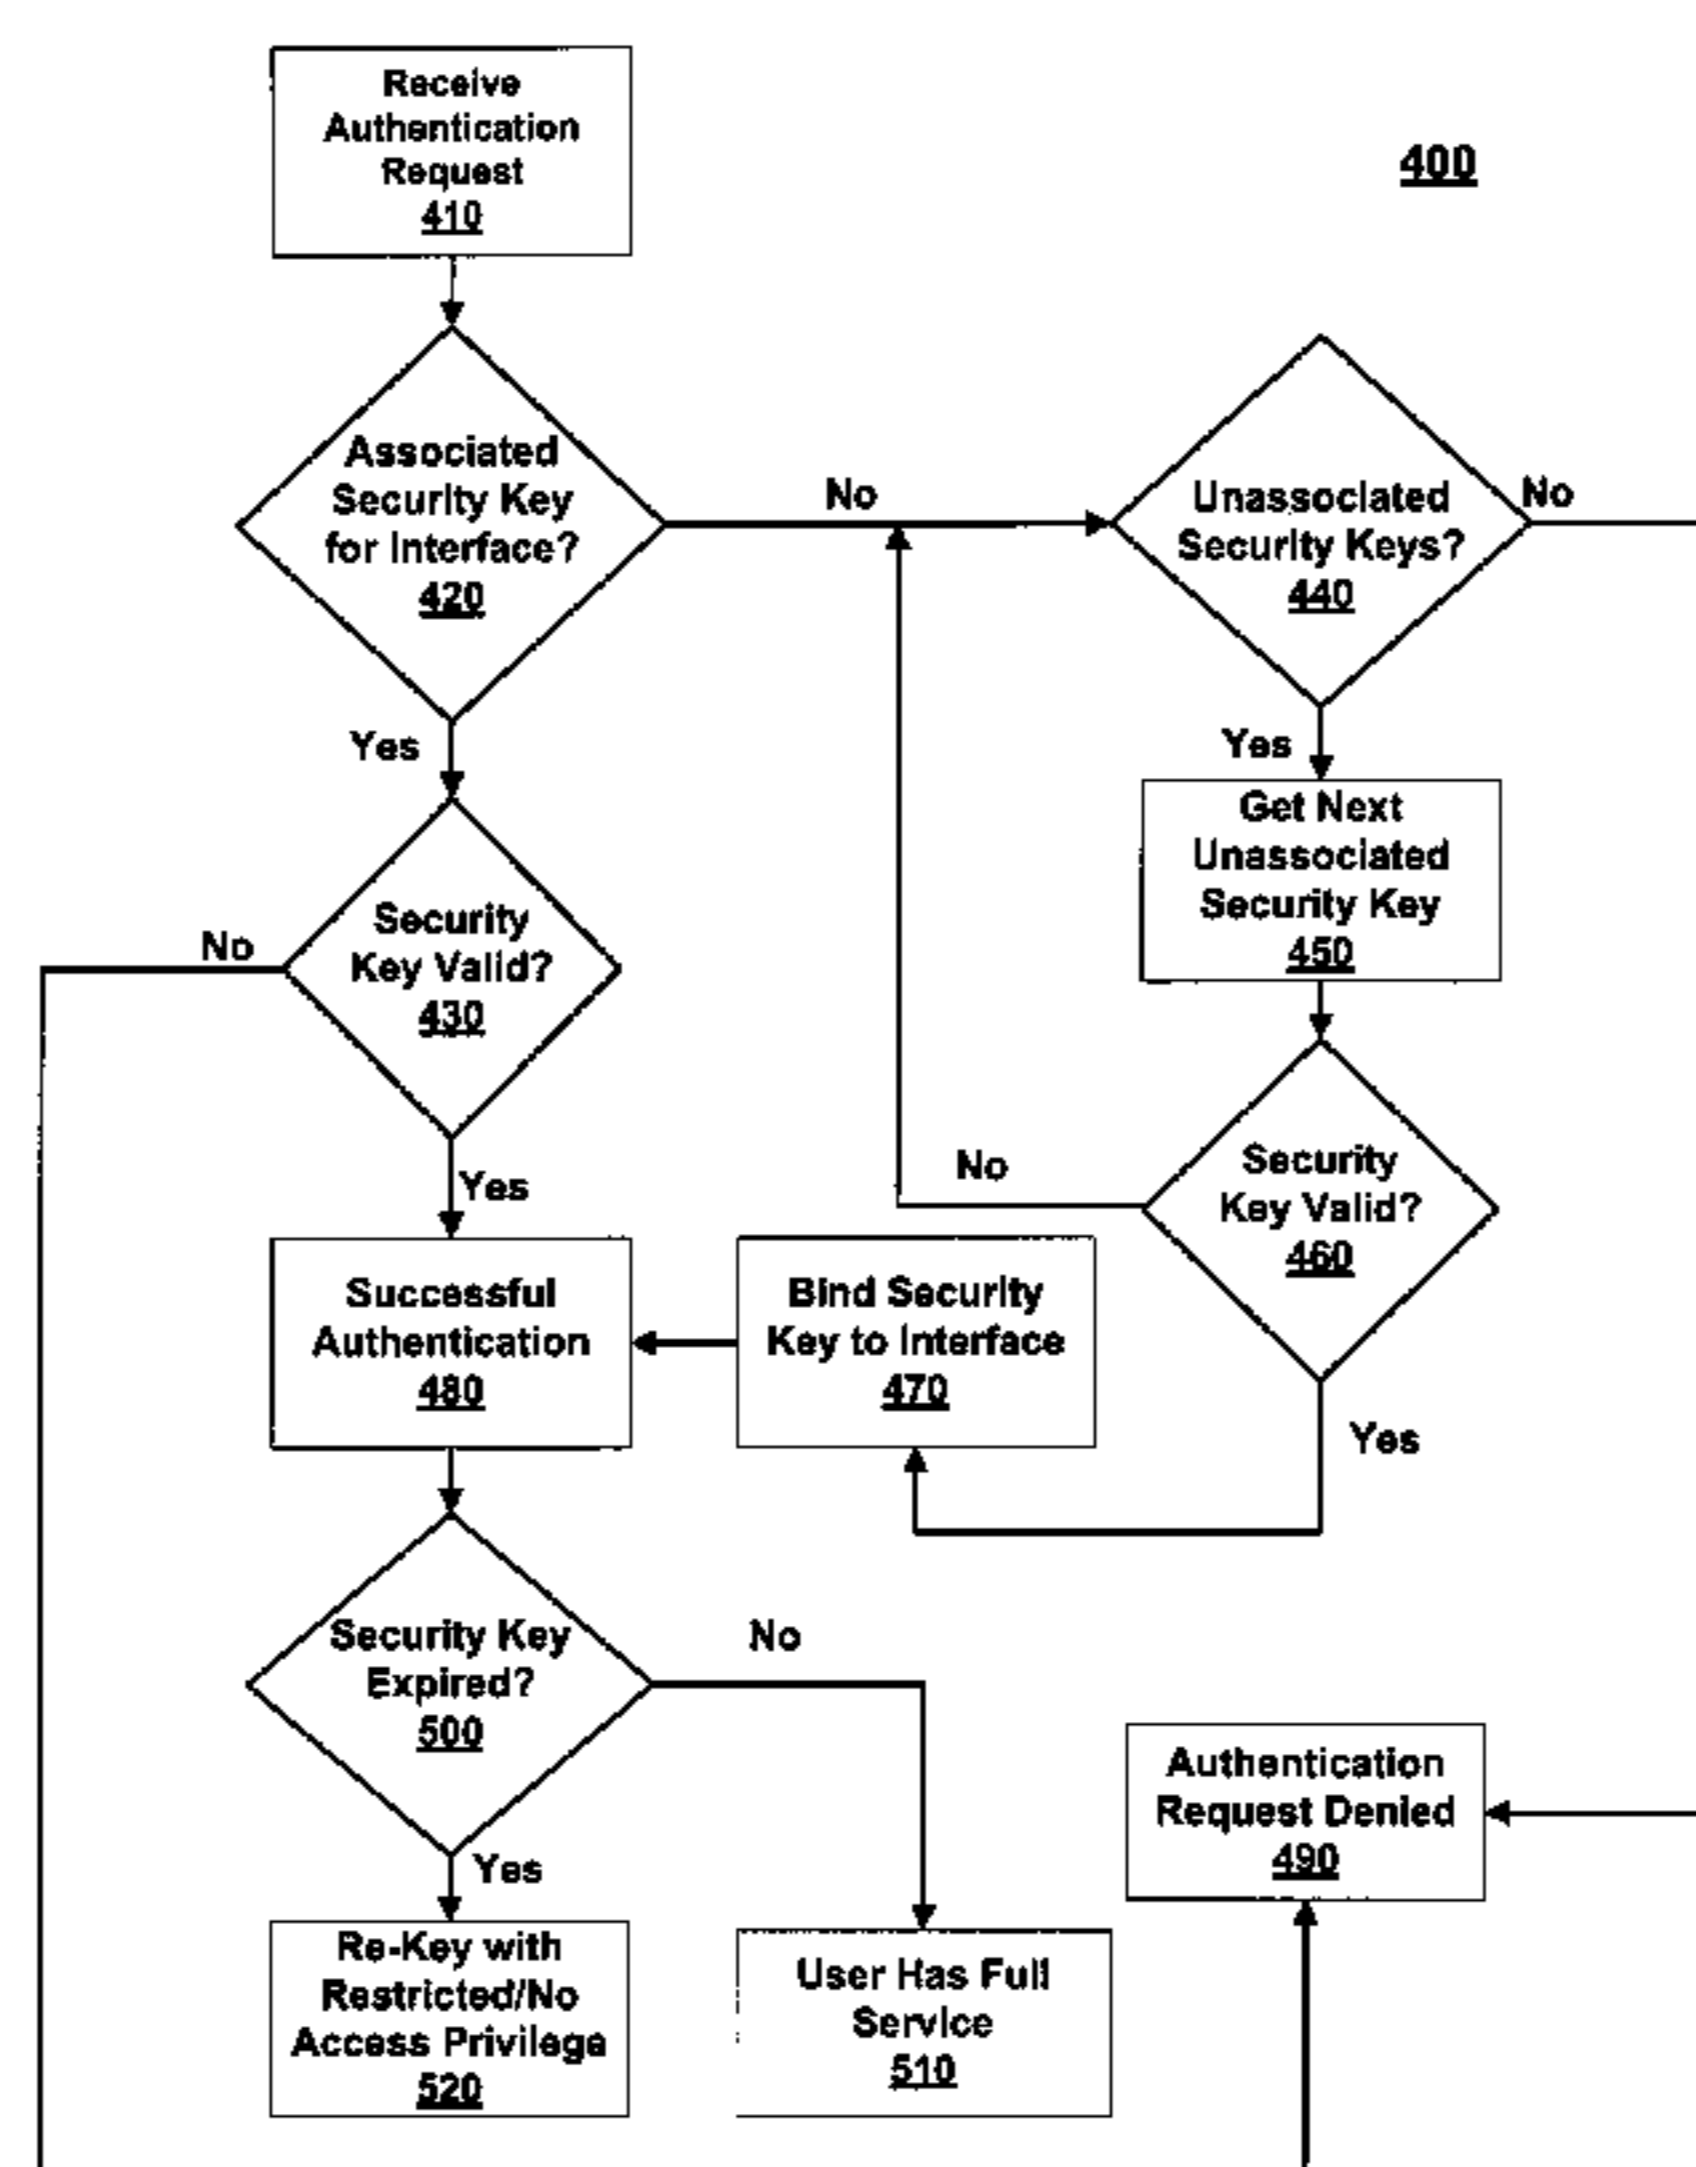 Receive
Authentication
Request
410
400
Associated
Security Key
for Interface?
420
No
Unassociated
Security Keys?
440
No
Yes
Yes
Get Next
Unassociated
Security Key
450
Security
Key Valid?
430
No
Yes
Security
Key Valid?
460
No
Yes
Successful
Authentication
480
Bind Security
Key to Interface
470
Security Key
Expired?
500
No
Yes
Authentication
Request Denied
490
Re-Key with
Restricted/No
Access Privilege
520
User Has Full
Service
510